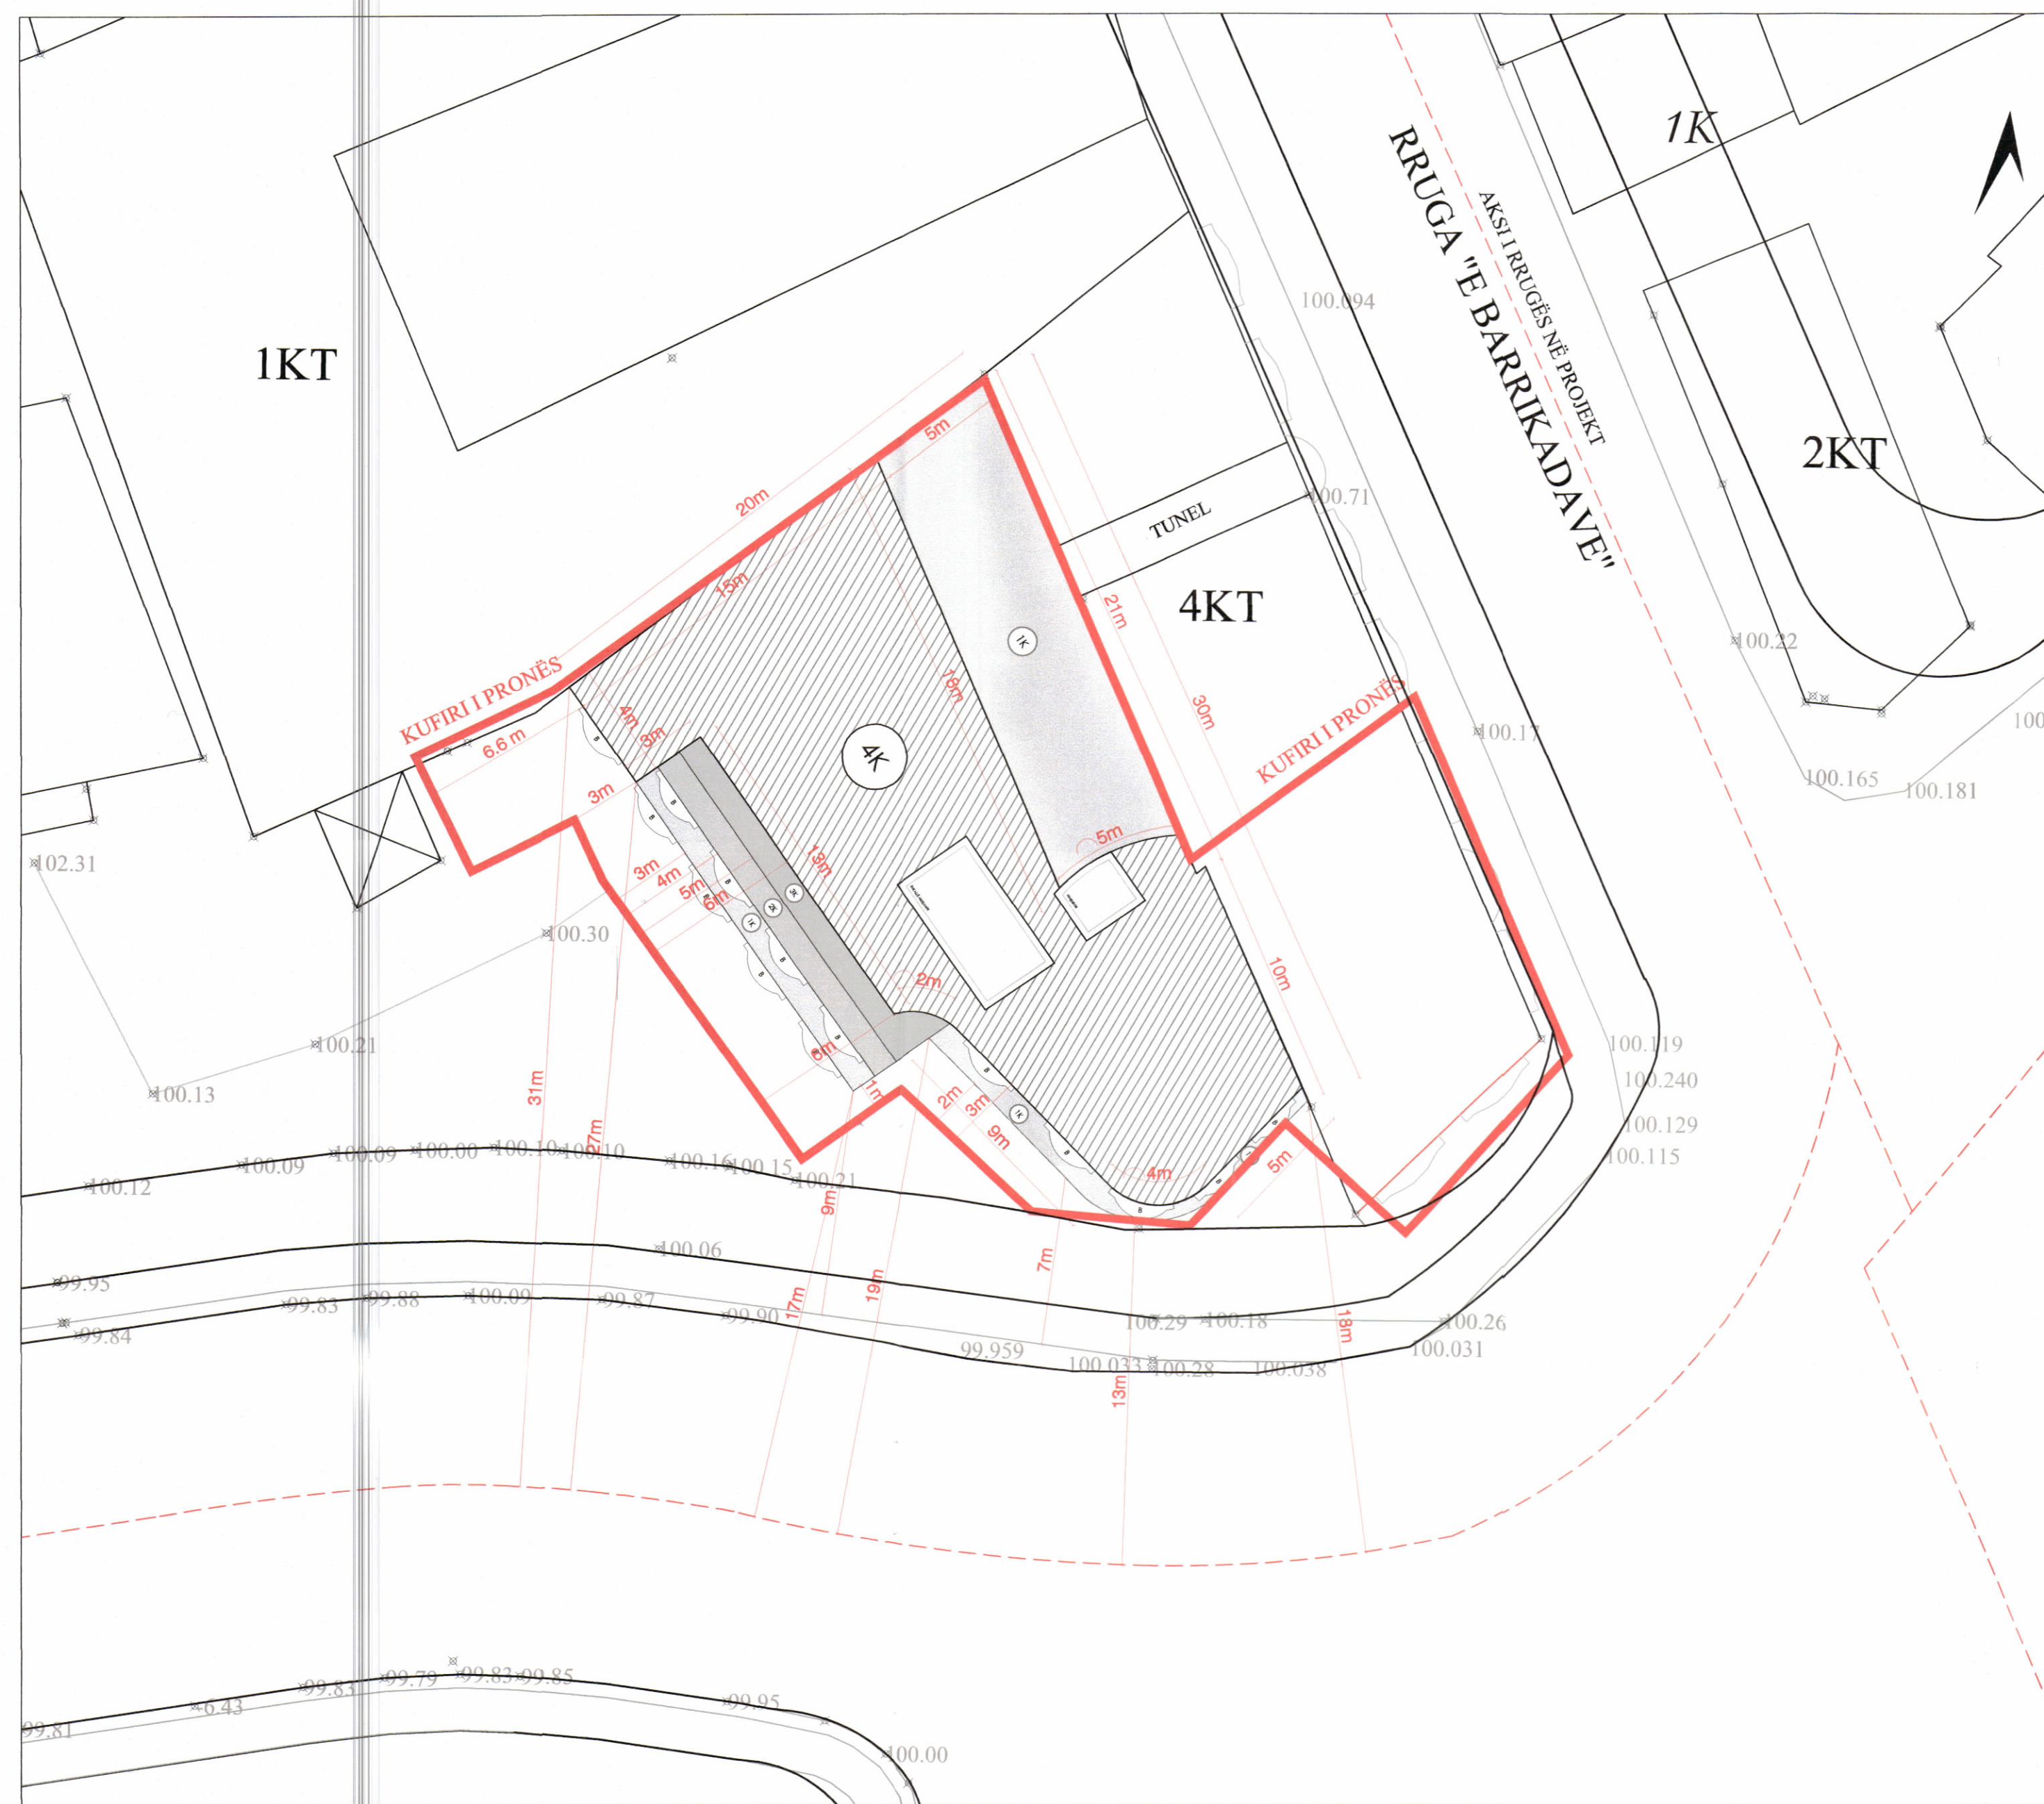 1K
RRUGA "E BARRIKADAVE"
AKSI I RRUGËS NË PROJEKT
100.094
1KT
2KT
5m
20m
100.71
TUNEL
15m
4KT
21m
1K
100.22
KUFIRI I PRONËS
18m
KUFIRI I PRONËS
30m
4m
3m
6.6 m
100.17
100
4K
100.165
100.181
3m
5m
102.31
13m
3m
4m
5m
6m
3K
2K
1K
B
B
B
B
B
B
B
B
B
100.30
10m
2m
100.21
100.119
6m
100.240
100.13
31m
1m
2m
3m
1K
B
100.129
27m
9m
100.12
100.09
100.09
100.00
100.10
100.10
100.16
100.15
100.21
100.115
B
B
4m
5m
B
B
9m
100.06
7m
99.95
99.83
99.88
100.09
99.87
99.90
17m
19m
100.29
100.18
18m
100.26
99.84
99.959
100.033
100.28
100.038
100.031
13m
99.81
6.43
99.83
99.79
99.83
99.85
99.95
100.00